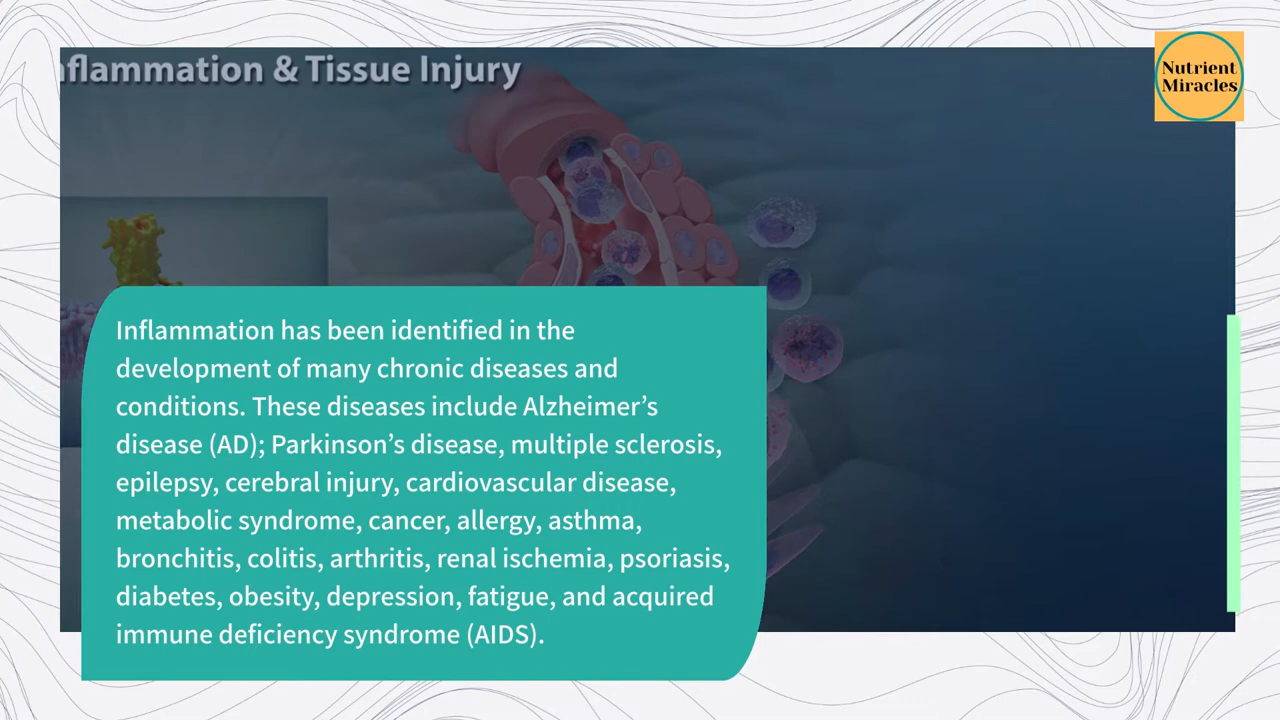 nflammation & Tissue Injury
Nutrient
Miracles
Inflammation has been identified in the
development of many chronic diseases and
conditions. These diseases include Alzheimer’s
disease (AD); Parkinson’s disease, multiple sclerosis,
epilepsy, cerebral injury, cardiovascular disease,
metabolic syndrome, cancer, allergy, asthma,
bronchitis, colitis, arthritis, renal ischemia, psoriasis,
diabetes, obesity, depression, fatigue, and acquired
immune deficiency syndrome (AIDS).